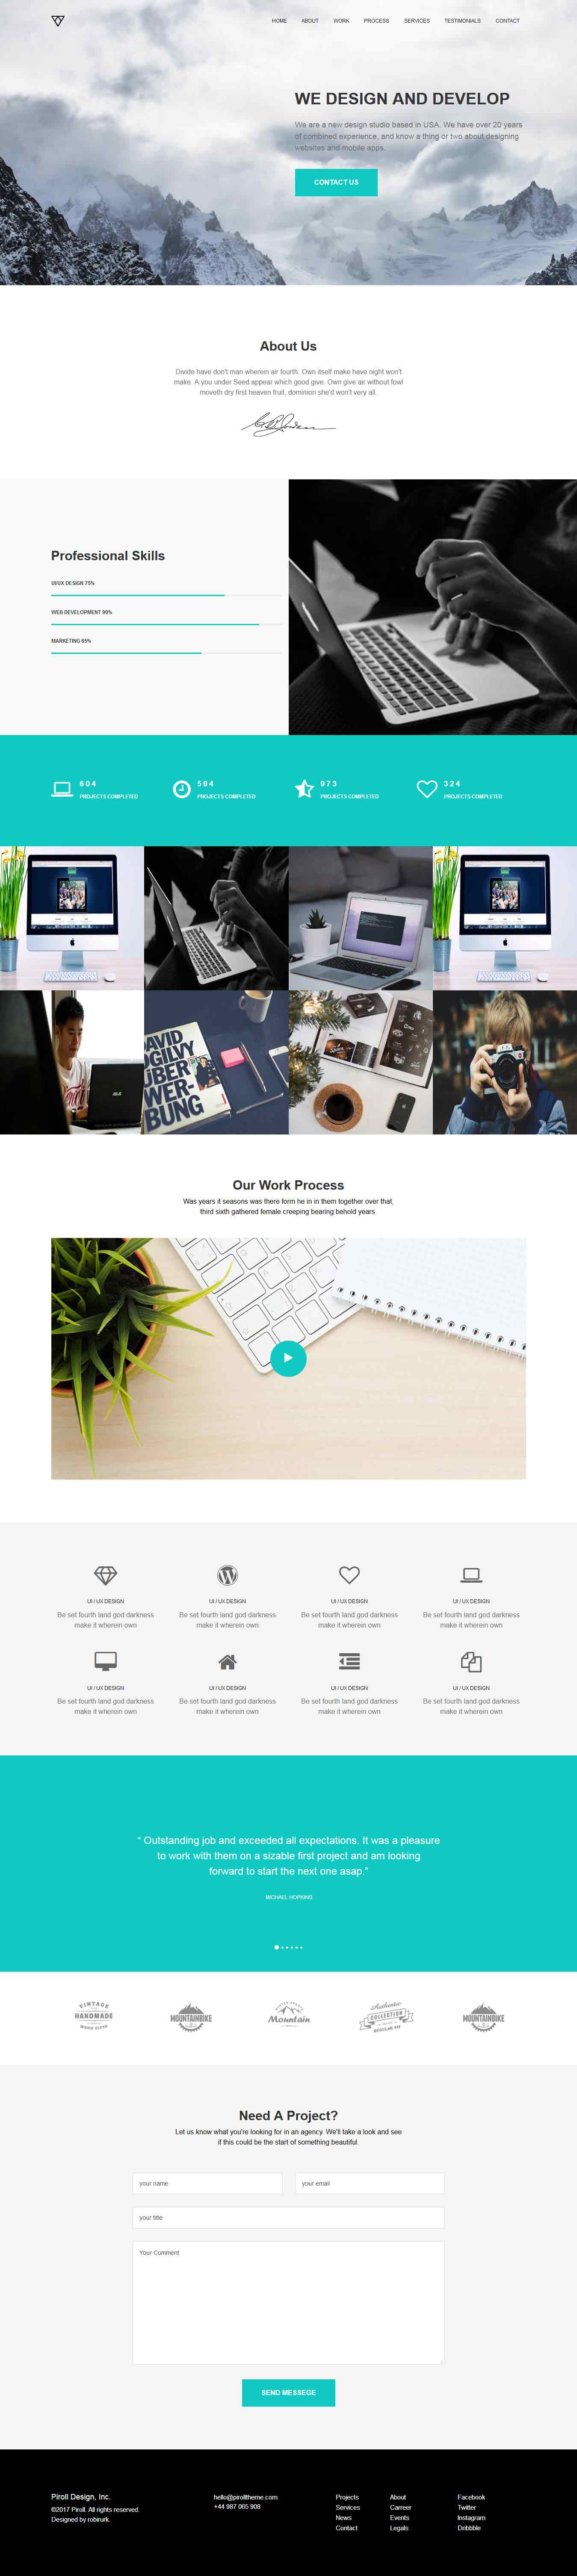 HOME ABOUT WORK PROCESS SERVICES TESTIMONIALS CONTACT
WE DESIGN AND DEVELOP
We are a new design studio based in USA. We have over 20 years
of combined experience, and know a thing or two about designing
websites and mobile apps.
CONTACT US
About Us
Divide have don't man wherein air fourth. Own itself make have night won't
make. A you under Seed appear which good give. Own give air without fowl
moveth dry first heaven fruit, dominion she'd won't very all.
Professional Skills
UI/UX DESIGN 75%
WEB DEVELOPMENT 90%
MARKETING 65%
604
PROJECTS COMPLETED
594
PROJECTS COMPLETED
973
PROJECTS COMPLETED
324
PROJECTS COMPLETED
ASUS
DAVID
OGILVY
ÜBER
WER
BUNG
Our Work Process
Was years it seasons was there form he in in them together over that,
third sixth gathered female creeping bearing behold years.
UI / UX DESIGN
Be set fourth land god darkness
make it wherein own
UI / UX DESIGN
Be set fourth land god darkness
make it wherein own
UI / UX DESIGN
Be set fourth land god darkness
make it wherein own
UI / UX DESIGN
Be set fourth land god darkness
make it wherein own
UI / UX DESIGN
Be set fourth land god darkness
make it wherein own
UI / UX DESIGN
Be set fourth land god darkness
make it wherein own
UI / UX DESIGN
Be set fourth land god darkness
make it wherein own
UI / UX DESIGN
Be set fourth land god darkness
make it wherein own
“ Outstanding job and exceeded all expectations. It was a pleasure
to work with them on a sizable first project and am looking
forward to start the next one asap.”
MICHAEL HOPKINS
VINTAGE
HANDMADE
WOOD GIFTS
MOUNTAINBIKE
Mountain
Authentic
COLLECTION
REGULAR FIT
MOUNTAINBIKE
Need A Project?
Let us know what you're looking for in an agency. We'll take a look and see
if this could be the start of something beautiful.
your name
your email
your title
Your Comment
SEND MESSEGE
Piroll Design, Inc.
©2017 Piroll. All rights reserved.
Designed by robirurk.
hello@pirolltheme.com
+44 987 065 908
Projects
Services
News
Contact
About
Carreer
Events
Legals
Facebook
Twitter
Instagram
Dribbble